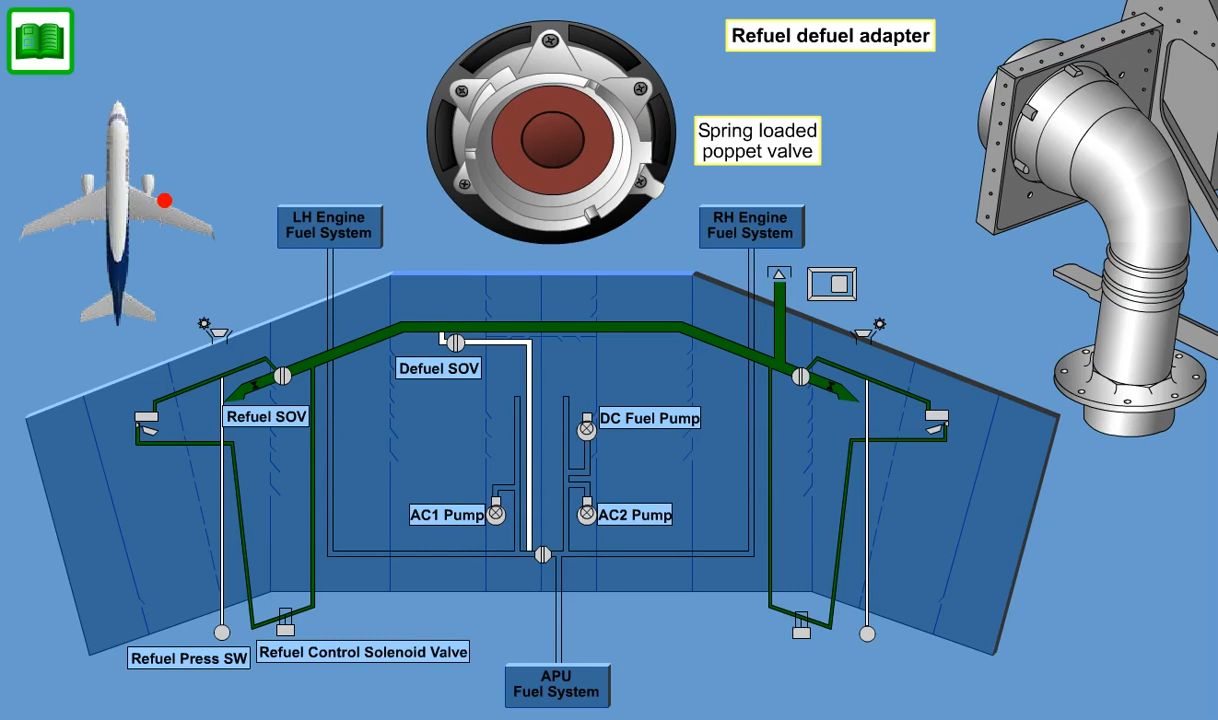 Refuel defuel adapter
Spring loaded
poppet valve
LH Engine
Fuel System
RH Engine
Fuel System
Defuel SOV
Refuel SOV
DC Fuel Pump
AC1 Pump
AC2 Pump
Refuel Press SW
Refuel Control Solenoid Valve
APU
Fuel System